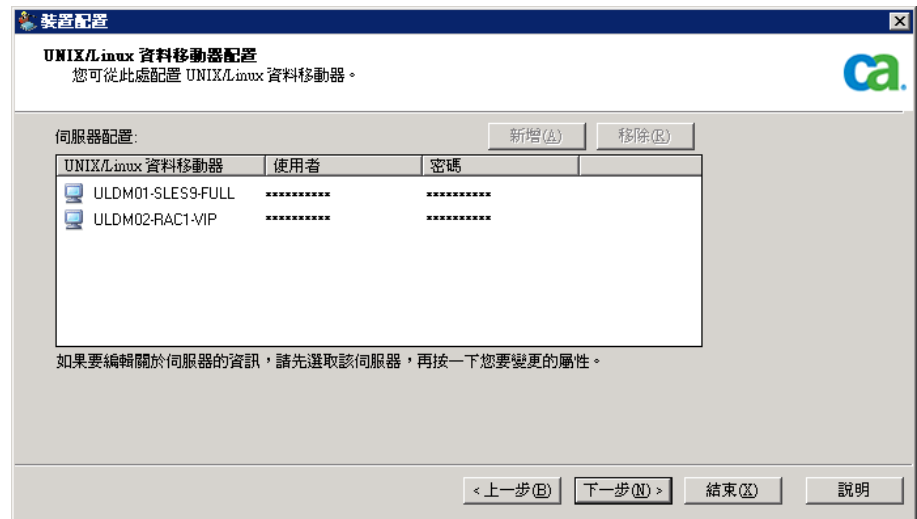 裝置配置
UNIX/Linux 資料移動器配置
您可從此處配置 UNIX/Linux 資料移動器。
ca.
伺服器配置:
新增(A) 移除(R)
UNIX/Linux 資料移動器 使用者 密碼
ULDM01-SLES9-FULL ********** **********
ULDM02-RAC1-VIP ********** **********
如果要編輯關於伺服器的資訊，請先選取該伺服器，再按一下您要變更的屬性。
<上一步(B) 下一步(N)> 結束(X) 說明